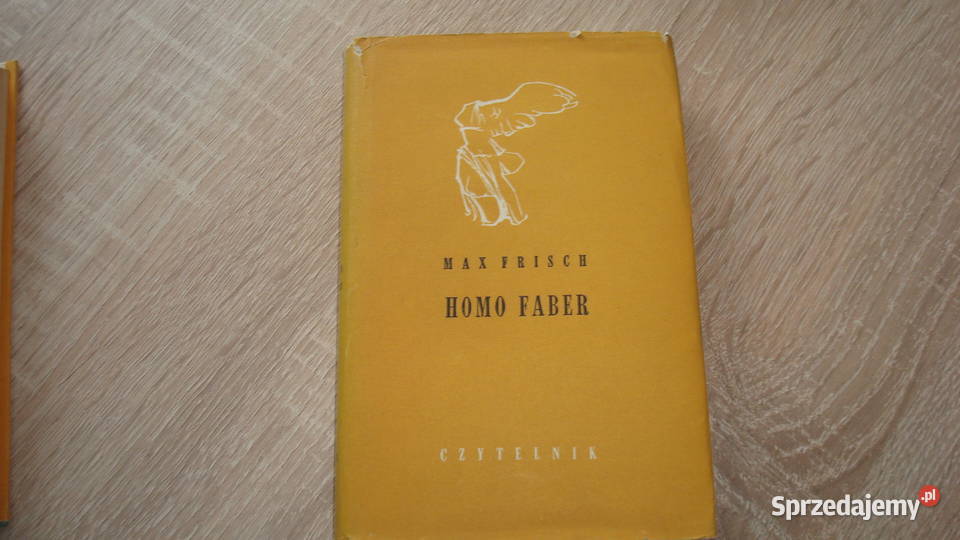 MAX FRISCH
HOMO FABER
CZYTELNIK
Sprzedajemy.pl